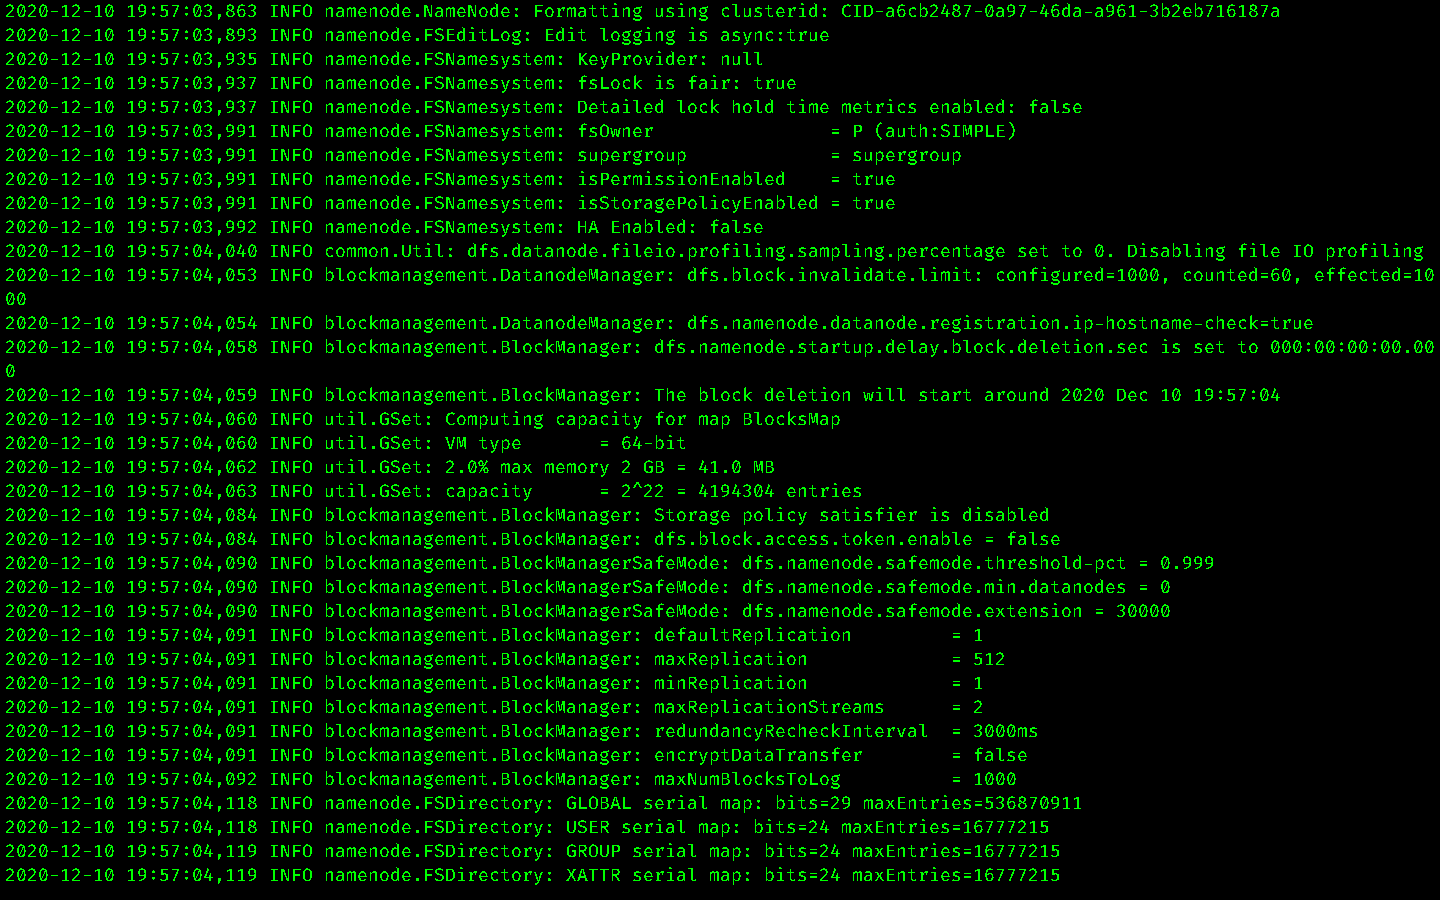 2020-12-10 19:57:03,863 INFO namenode.NameNode: Formatting using clusterid: CID-a6cb2487-0a97-46da-a961-3b2eb716187a
2020-12-10 19:57:03,893 INFO namenode.FSEditLog: Edit logging is async:true
2020-12-10 19:57:03,935 INFO namenode.FSNamesystem: KeyProvider: null
2020-12-10 19:57:03,937 INFO namenode.FSNamesystem: fsLock is fair: true
2020-12-10 19:57:03,937 INFO namenode.FSNamesystem: Detailed lock hold time metrics enabled: false
2020-12-10 19:57:03,991 INFO namenode.FSNamesystem: fsOwner                = P (auth:SIMPLE)
2020-12-10 19:57:03,991 INFO namenode.FSNamesystem: supergroup             = supergroup
2020-12-10 19:57:03,991 INFO namenode.FSNamesystem: isPermissionEnabled    = true
2020-12-10 19:57:03,991 INFO namenode.FSNamesystem: isStoragePolicyEnabled = true
2020-12-10 19:57:03,992 INFO namenode.FSNamesystem: HA Enabled: false
2020-12-10 19:57:04,040 INFO common.Util: dfs.datanode.fileio.profiling.sampling.percentage set to 0. Disabling file IO profiling
2020-12-10 19:57:04,053 INFO blockmanagement.DatanodeManager: dfs.block.invalidate.limit: configured=1000, counted=60, effected=10
00
2020-12-10 19:57:04,054 INFO blockmanagement.DatanodeManager: dfs.namenode.datanode.registration.ip-hostname-check=true
2020-12-10 19:57:04,058 INFO blockmanagement.BlockManager: dfs.namenode.startup.delay.block.deletion.sec is set to 000:00:00:00.00
0
2020-12-10 19:57:04,059 INFO blockmanagement.BlockManager: The block deletion will start around 2020 Dec 10 19:57:04
2020-12-10 19:57:04,060 INFO util.GSet: Computing capacity for map BlocksMap
2020-12-10 19:57:04,060 INFO util.GSet: VM type       = 64-bit
2020-12-10 19:57:04,062 INFO util.GSet: 2.0% max memory 2 GB = 41.0 MB
2020-12-10 19:57:04,063 INFO util.GSet: capacity      = 2^22 = 4194304 entries
2020-12-10 19:57:04,084 INFO blockmanagement.BlockManager: Storage policy satisfier is disabled
2020-12-10 19:57:04,084 INFO blockmanagement.BlockManager: dfs.block.access.token.enable = false
2020-12-10 19:57:04,090 INFO blockmanagement.BlockManagerSafeMode: dfs.namenode.safemode.threshold-pct = 0.999
2020-12-10 19:57:04,090 INFO blockmanagement.BlockManagerSafeMode: dfs.namenode.safemode.min.datanodes = 0
2020-12-10 19:57:04,090 INFO blockmanagement.BlockManagerSafeMode: dfs.namenode.safemode.extension = 30000
2020-12-10 19:57:04,091 INFO blockmanagement.BlockManager: defaultReplication         = 1
2020-12-10 19:57:04,091 INFO blockmanagement.BlockManager: maxReplication             = 512
2020-12-10 19:57:04,091 INFO blockmanagement.BlockManager: minReplication             = 1
2020-12-10 19:57:04,091 INFO blockmanagement.BlockManager: maxReplicationStreams      = 2
2020-12-10 19:57:04,091 INFO blockmanagement.BlockManager: redundancyRecheckInterval  = 3000ms
2020-12-10 19:57:04,091 INFO blockmanagement.BlockManager: encryptDataTransfer        = false
2020-12-10 19:57:04,092 INFO blockmanagement.BlockManager: maxNumBlocksToLog          = 1000
2020-12-10 19:57:04,118 INFO namenode.FSDirectory: GLOBAL serial map: bits=29 maxEntries=536870911
2020-12-10 19:57:04,118 INFO namenode.FSDirectory: USER serial map: bits=24 maxEntries=16777215
2020-12-10 19:57:04,119 INFO namenode.FSDirectory: GROUP serial map: bits=24 maxEntries=16777215
2020-12-10 19:57:04,119 INFO namenode.FSDirectory: XATTR serial map: bits=24 maxEntries=16777215